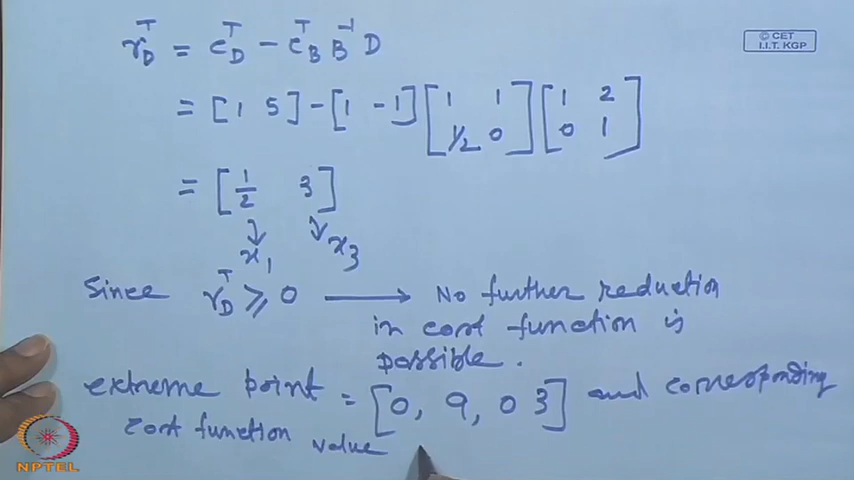 r_D^T = c_D^T - c_B^T B^-1 D
© CET
I.I.T. KGP
= [1 5] - [1 -1] [1 1; 1/2 0] [1 2; 0 1]
= [1/2 3]
x_1 x_3
Since r_D^T ≥ 0 → No further reduction
in cost function is
possible.
extreme point = [0, 9, 0 3] and corresponding
cost function value
NPTEL